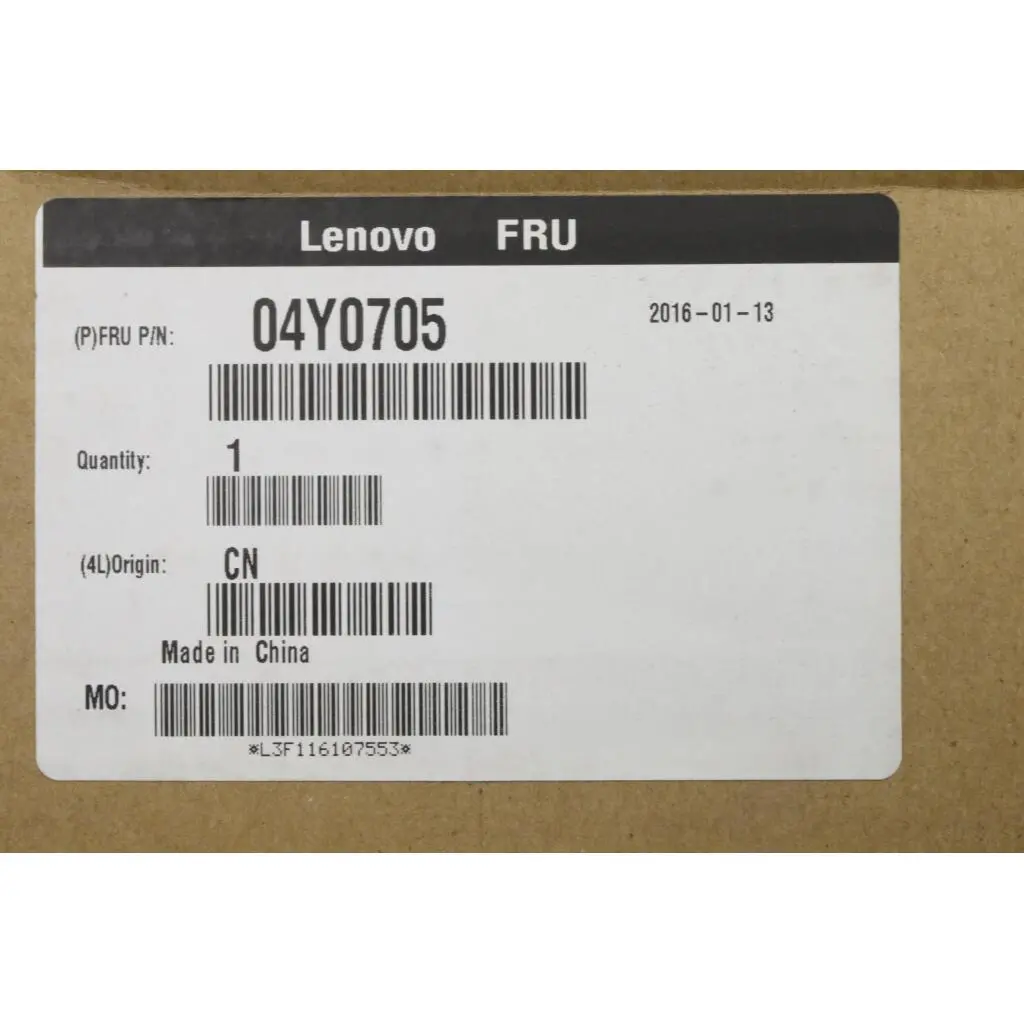 Lenovo FRU
(P)FRU P/N: 04Y0705 2016-01-13
Quantity: 1
(4L)Origin: CN
Made in China
MO:
*L3F116107553*